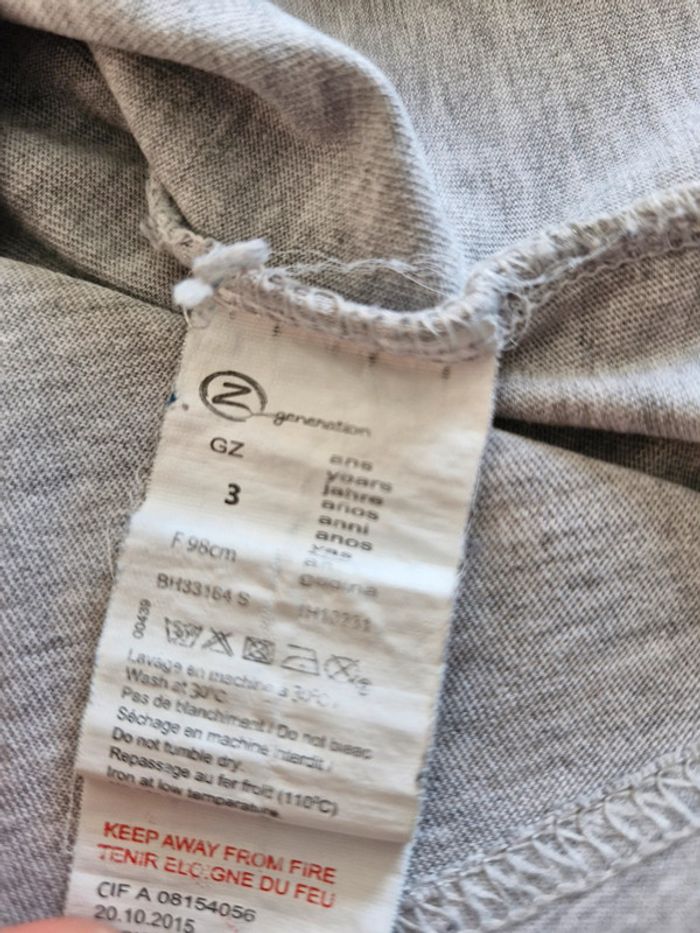 Z generation
GZ
3
ans
years
jahre
años
anni
anos
F 98cm
BH33164 S
00439
Lavage en machine a 30°C /
Wash at 30°C
Pas de blanchiment / Do not bleac
Séchage en machine interdit /
Do not tumble dry
Repassage au fer fruit (110°C)
Iron at low temperature
KEEP AWAY FROM FIRE
TENIR ELOIGNE DU FEU
CIF A 08154056
20.10.2015